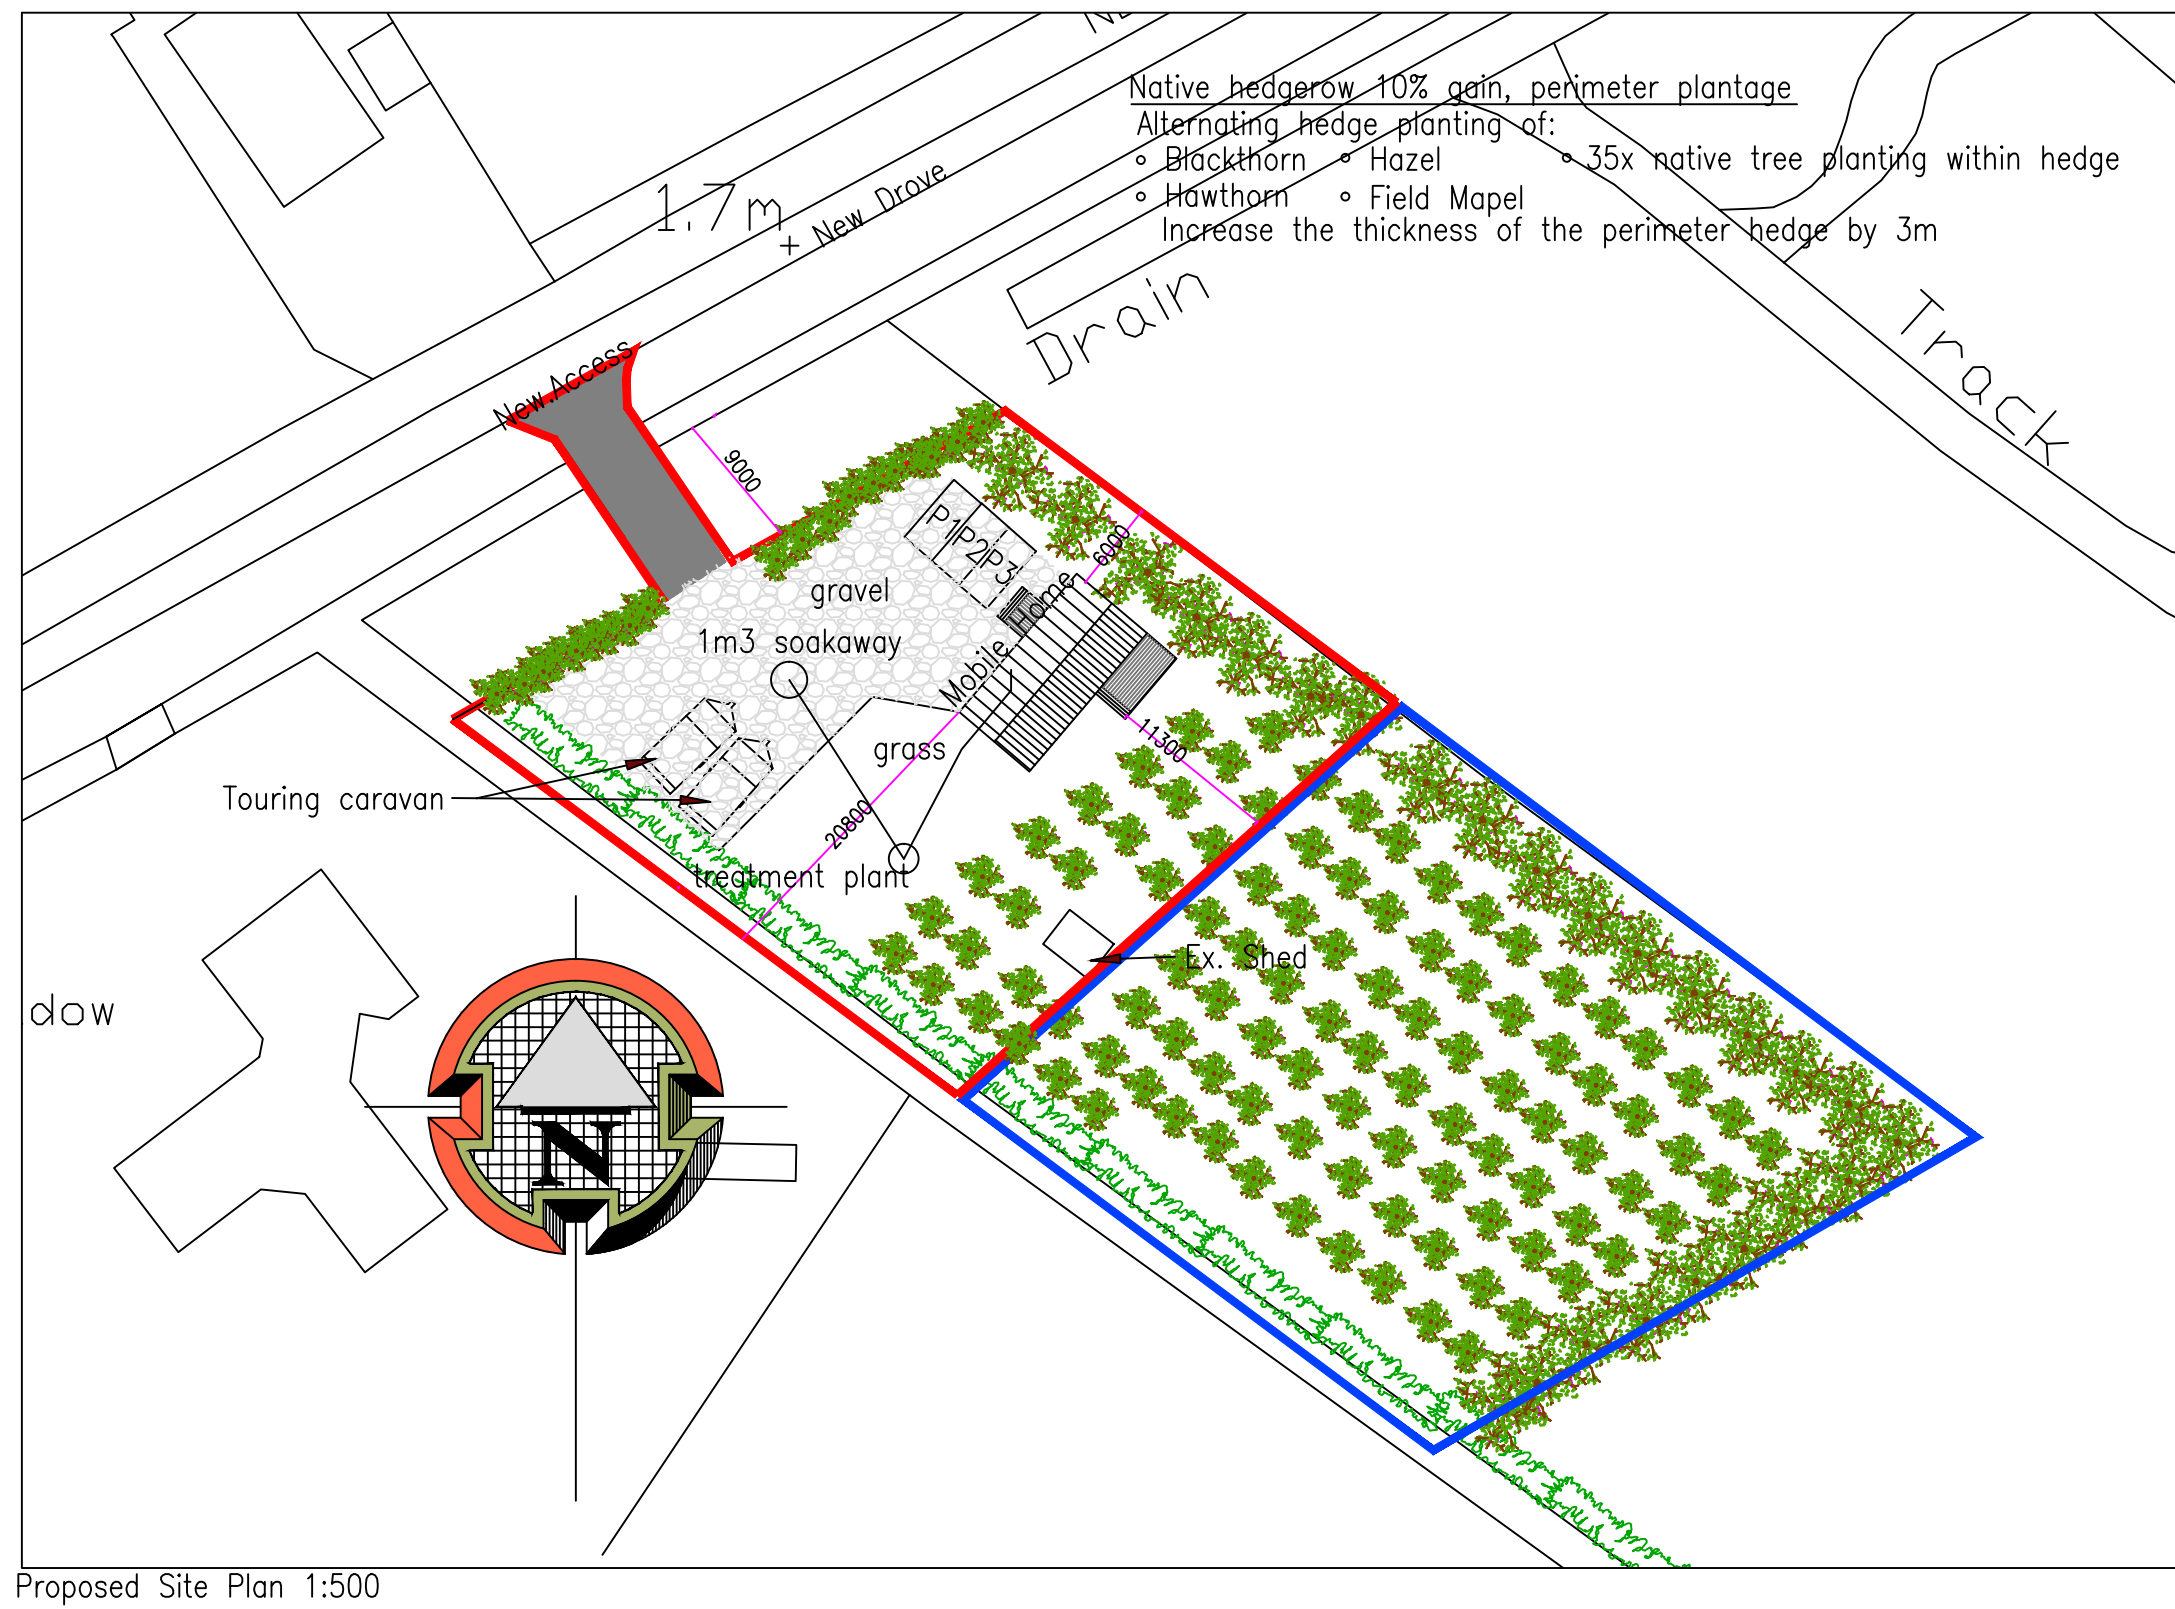 Native hedgerow 10% gain, perimeter plantage
Alternating hedge planting of:
Blackthorn
Hazel
35x native tree planting within hedge
Hawthorn
Field Mapel
Increase the thickness of the perimeter hedge by 3m
1.7m
+ New Drove
Drain
Track
New Access
9000
P1
P2
P3
6000
gravel
1m3 soakaway
Mobile Home
grass
11300
Touring caravan
20800
treatment plant
Ex. Shed
dow
N
Proposed Site Plan 1:500